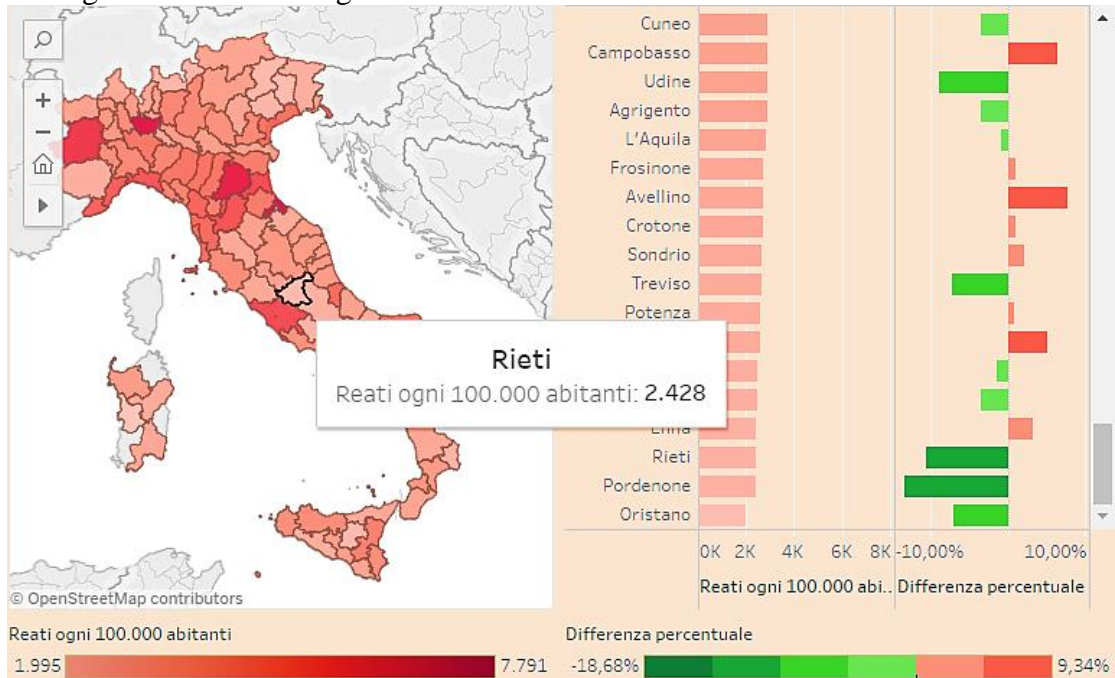 Cuneo
Campobasso
Udine
Agrigento
L'Aquila
Frosinone
Avellino
Crotone
Sondrio
Treviso
Potenza
Rieti
Reati ogni 100.000 abitanti: 2.428
Enna
Rieti
Pordenone
Oristano
0K 2K 4K 6K 8K -10,00% 10,00%
Reati ogni 100.000 abi.. Differenza percentuale
© OpenStreetMap contributors
Reati ogni 100.000 abitanti
1.995 7.791
Differenza percentuale
-18,68% 9,34%